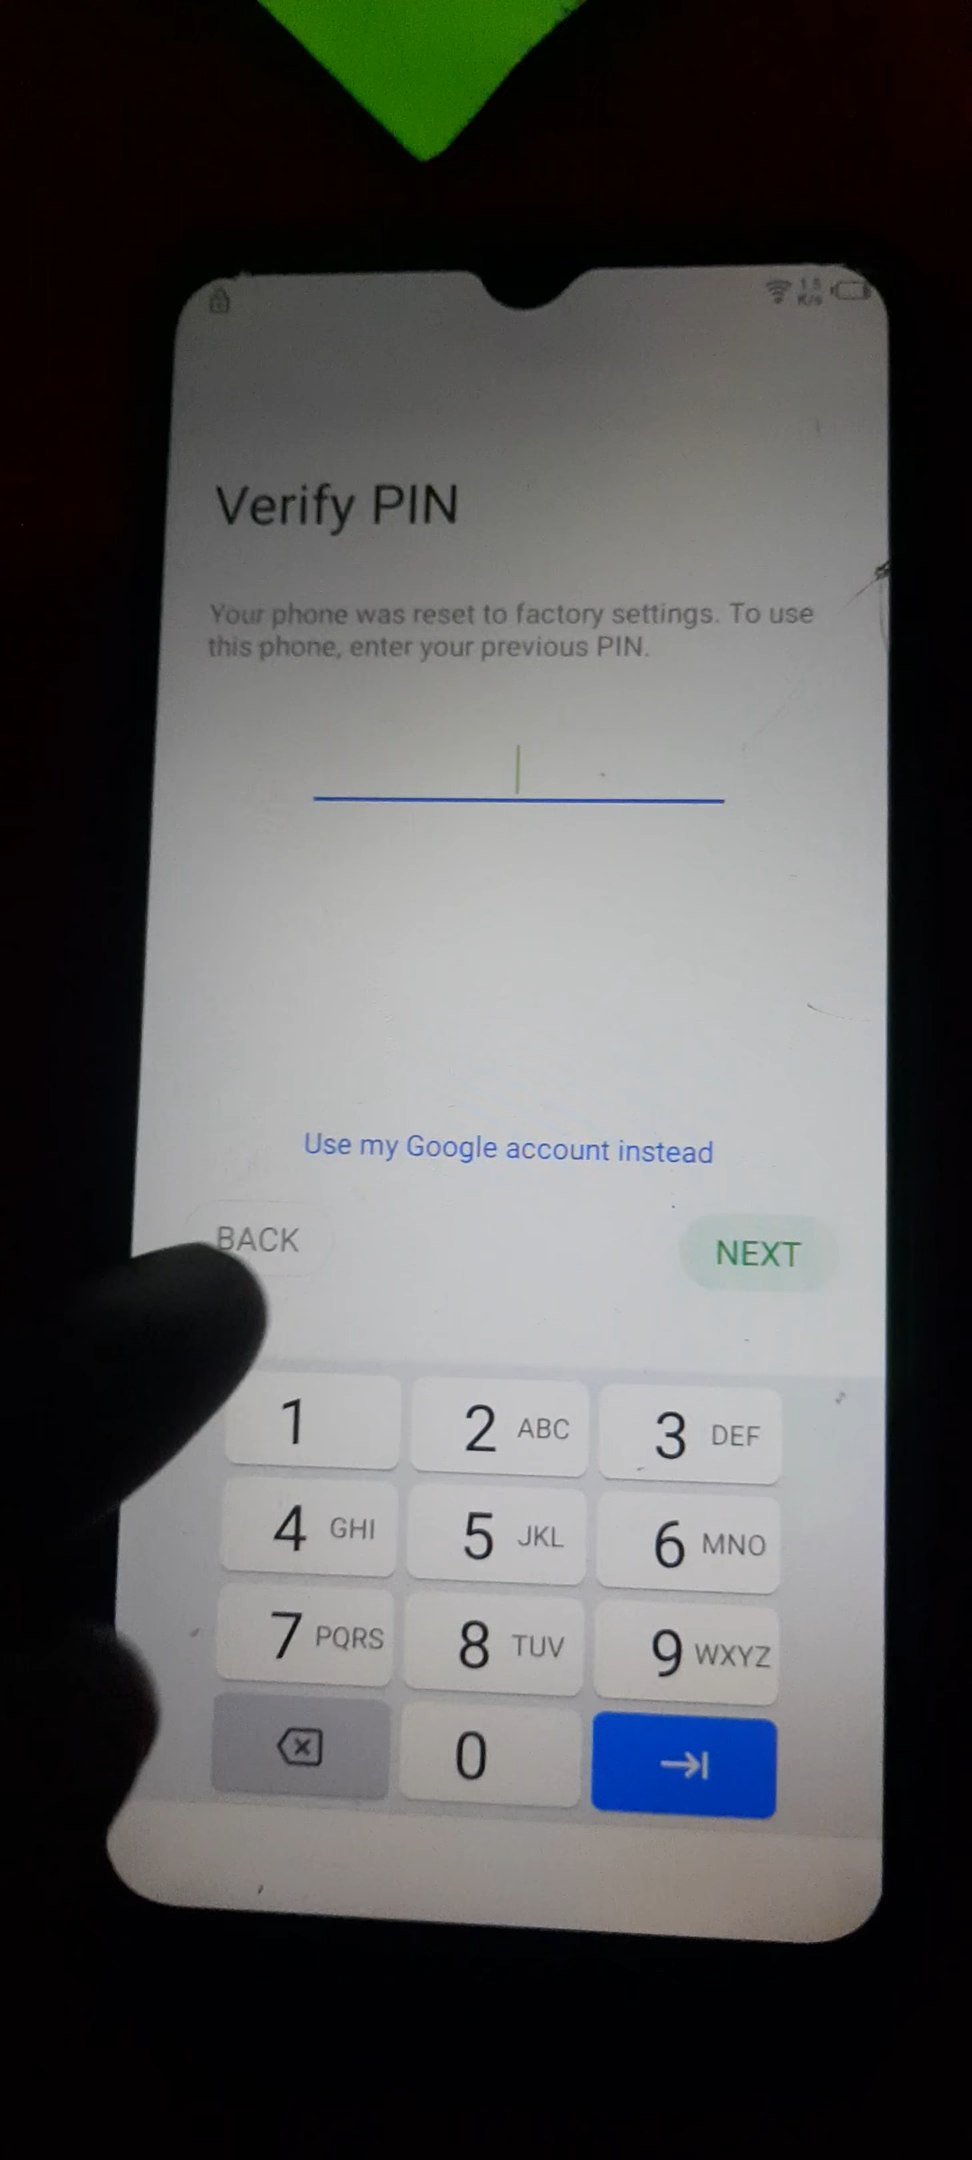 1.5
K/s
Verify PIN
Your phone was reset to factory settings. To use
this phone, enter your previous PIN.
Use my Google account instead
BACK
NEXT
1
2 ABC
3 DEF
4 GHI
5 JKL
6 MNO
7 PQRS
8 TUV
9 WXYZ
0